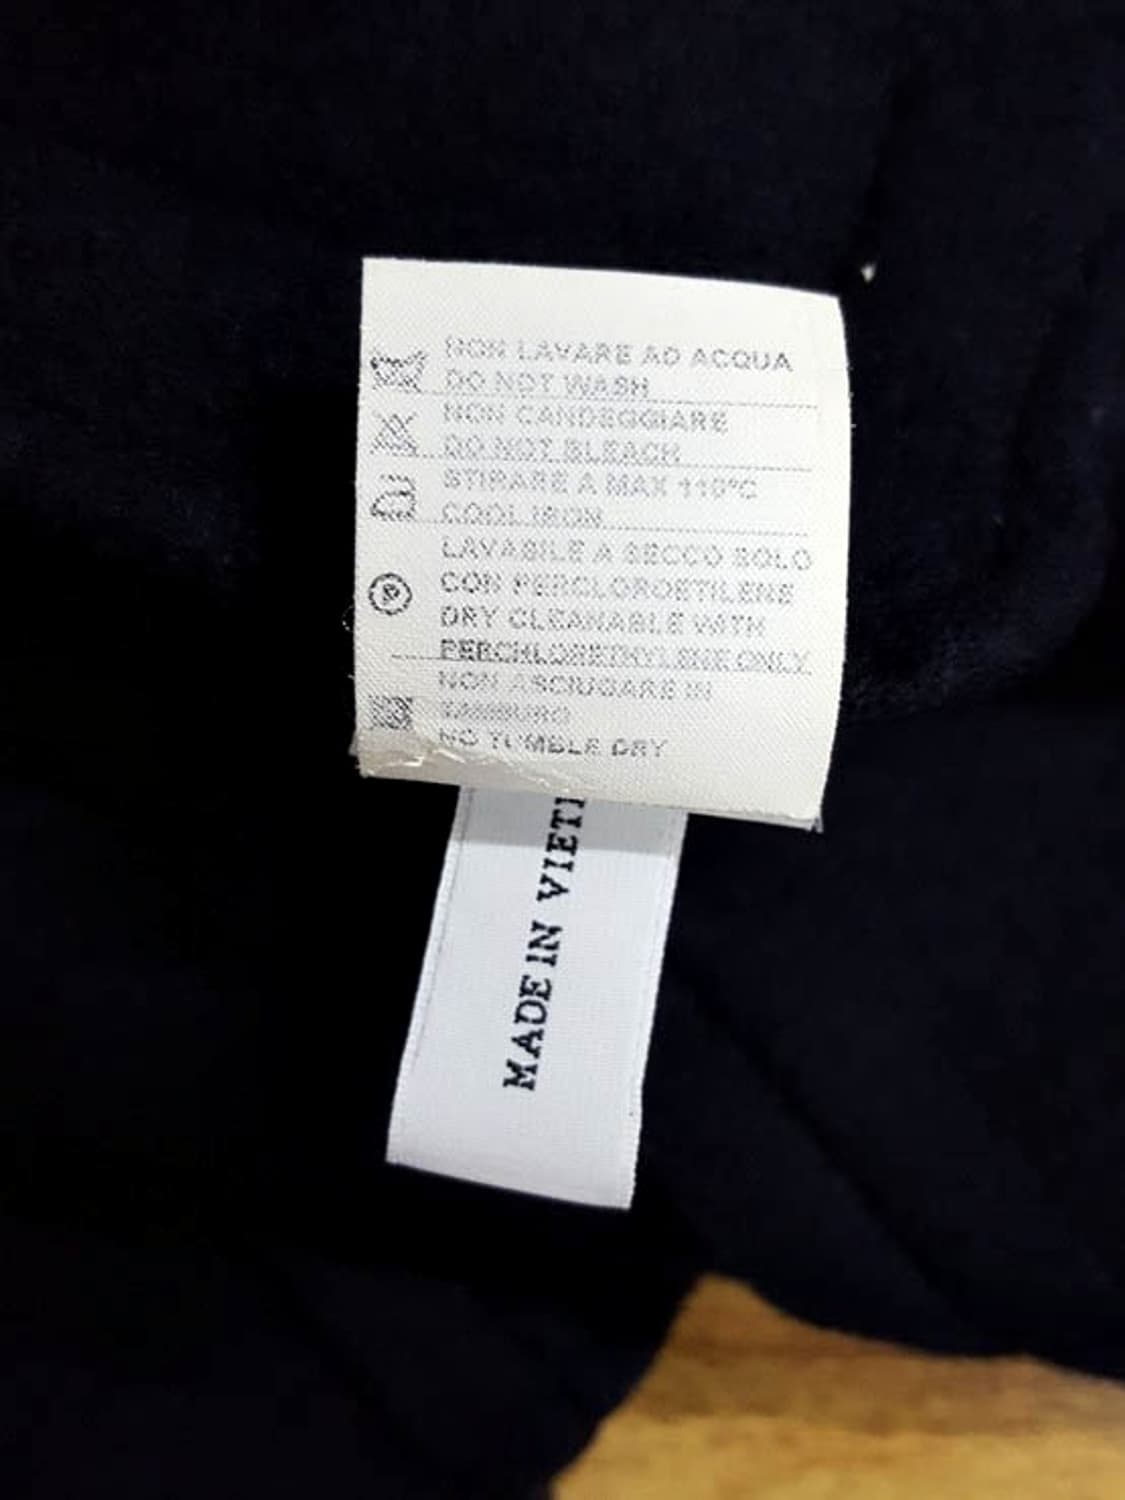 NON LAVARE AD ACQUA
DO NOT WASH
NON CANDEGGIARE
DO NOT BLEACH
STIRARE A MAX 110°C
COOL IRON
LAVABILE A SECCO SOLO
CON PERCLOROETILENE
DRY CLEANABLE WITH
PERCHLORETHYLENE ONLY
NON ASCIUGARE IN
TAMBURO
NO TUMBLE DRY
MADE IN VIET